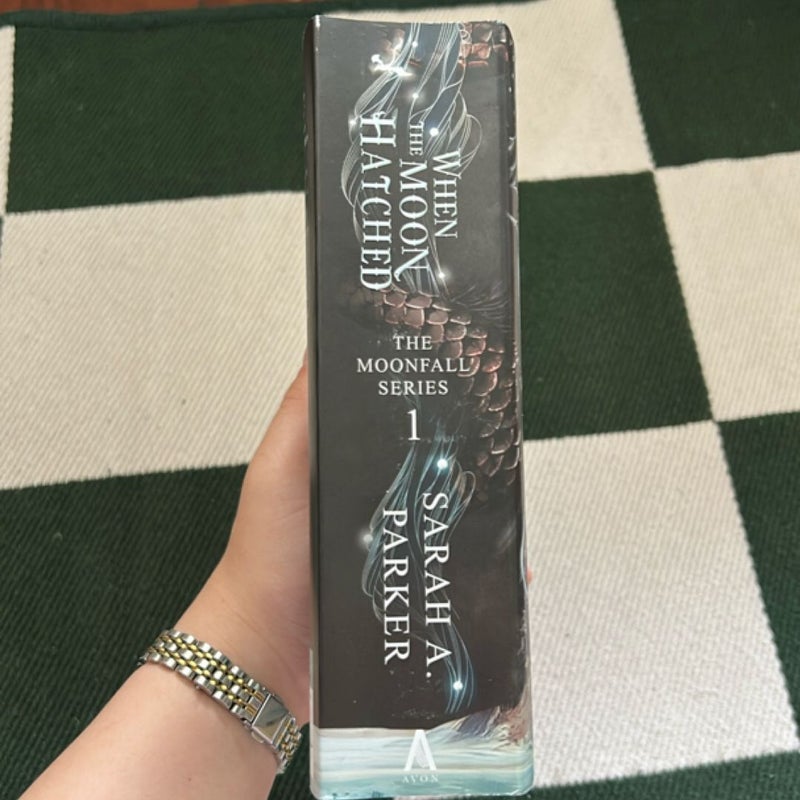 WHEN
THE MOON
HATCHED
THE
MOONFALL
SERIES
1
SARAH A.
PARKER
AVON